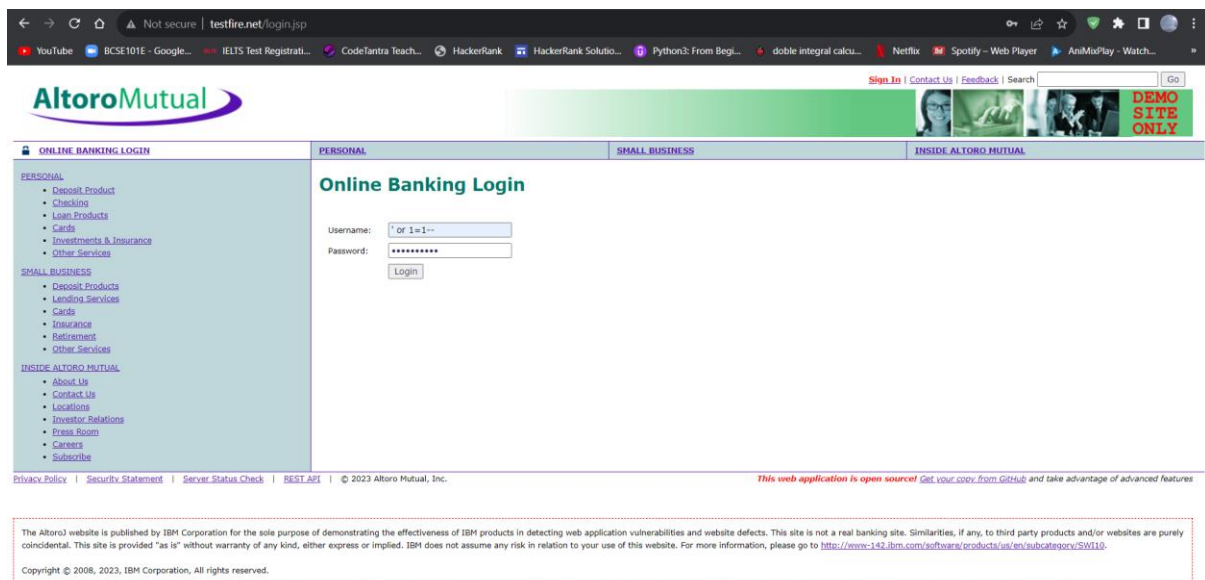 Not secure | testfire.net/login.jsp
YouTube BCSE101E - Google... IELTS Test Registrati... CodeTantra Teach... HackerRank HackerRank Solutio... Python3: From Begi... doble integral calcu... Netflix Spotify – Web Player AniMixPlay - Watch... »
Sign In | Contact Us | Feedback | Search Go
AltoroMutual
DEMO
SITE
ONLY
ONLINE BANKING LOGIN PERSONAL SMALL BUSINESS INSIDE ALTORO MUTUAL
PERSONAL
• Deposit Product
• Checking
• Loan Products
• Cards
• Investments & Insurance
• Other Services
SMALL BUSINESS
• Deposit Products
• Lending Services
• Cards
• Insurance
• Retirement
• Other Services
INSIDE ALTORO MUTUAL
• About Us
• Contact Us
• Locations
• Investor Relations
• Press Room
• Careers
• Subscribe
Online Banking Login
Username: ' or 1=1--
Password: ••••••••••
Login
Privacy Policy | Security Statement | Server Status Check | REST API | © 2023 Altoro Mutual, Inc. This web application is open source! Get your copy from GitHub and take advantage of advanced features
The AltoroJ website is published by IBM Corporation for the sole purpose of demonstrating the effectiveness of IBM products in detecting web application vulnerabilities and website defects. This site is not a real banking site. Similarities, if any, to third party products and/or websites are purely
coincidental. This site is provided "as is" without warranty of any kind, either express or implied. IBM does not assume any risk in relation to your use of this website. For more information, please go to http://www-142.ibm.com/software/products/us/en/subcategory/SWI10.
Copyright © 2008, 2023, IBM Corporation, All rights reserved.